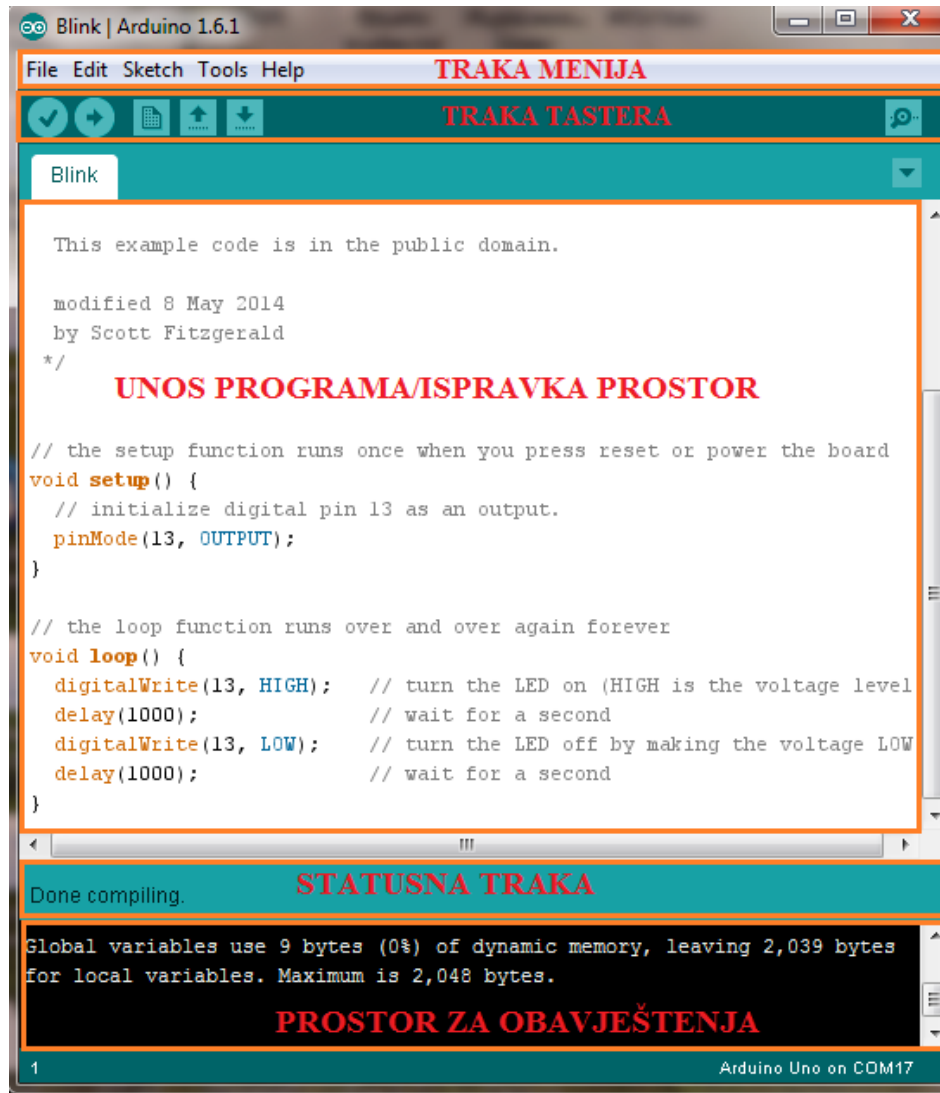 Blink | Arduino 1.6.1
File Edit Sketch Tools Help TRAKA MENIJA
TRAKA TASTERA
Blink
This example code is in the public domain.
modified 8 May 2014
by Scott Fitzgerald
*/
UNOS PROGRAMA/ISPRAVKA PROSTOR
// the setup function runs once when you press reset or power the board
void setup() {
// initialize digital pin 13 as an output.
pinMode(13, OUTPUT);
}
// the loop function runs over and over again forever
void loop() {
digitalWrite(13, HIGH); // turn the LED on (HIGH is the voltage level
delay(1000); // wait for a second
digitalWrite(13, LOW); // turn the LED off by making the voltage LOW
delay(1000); // wait for a second
}
Done compiling. STATUSNA TRAKA
Global variables use 9 bytes (0%) of dynamic memory, leaving 2,039 bytes
for local variables. Maximum is 2,048 bytes.
PROSTOR ZA OBAVJEŠTENJA
1 Arduino Uno on COM17